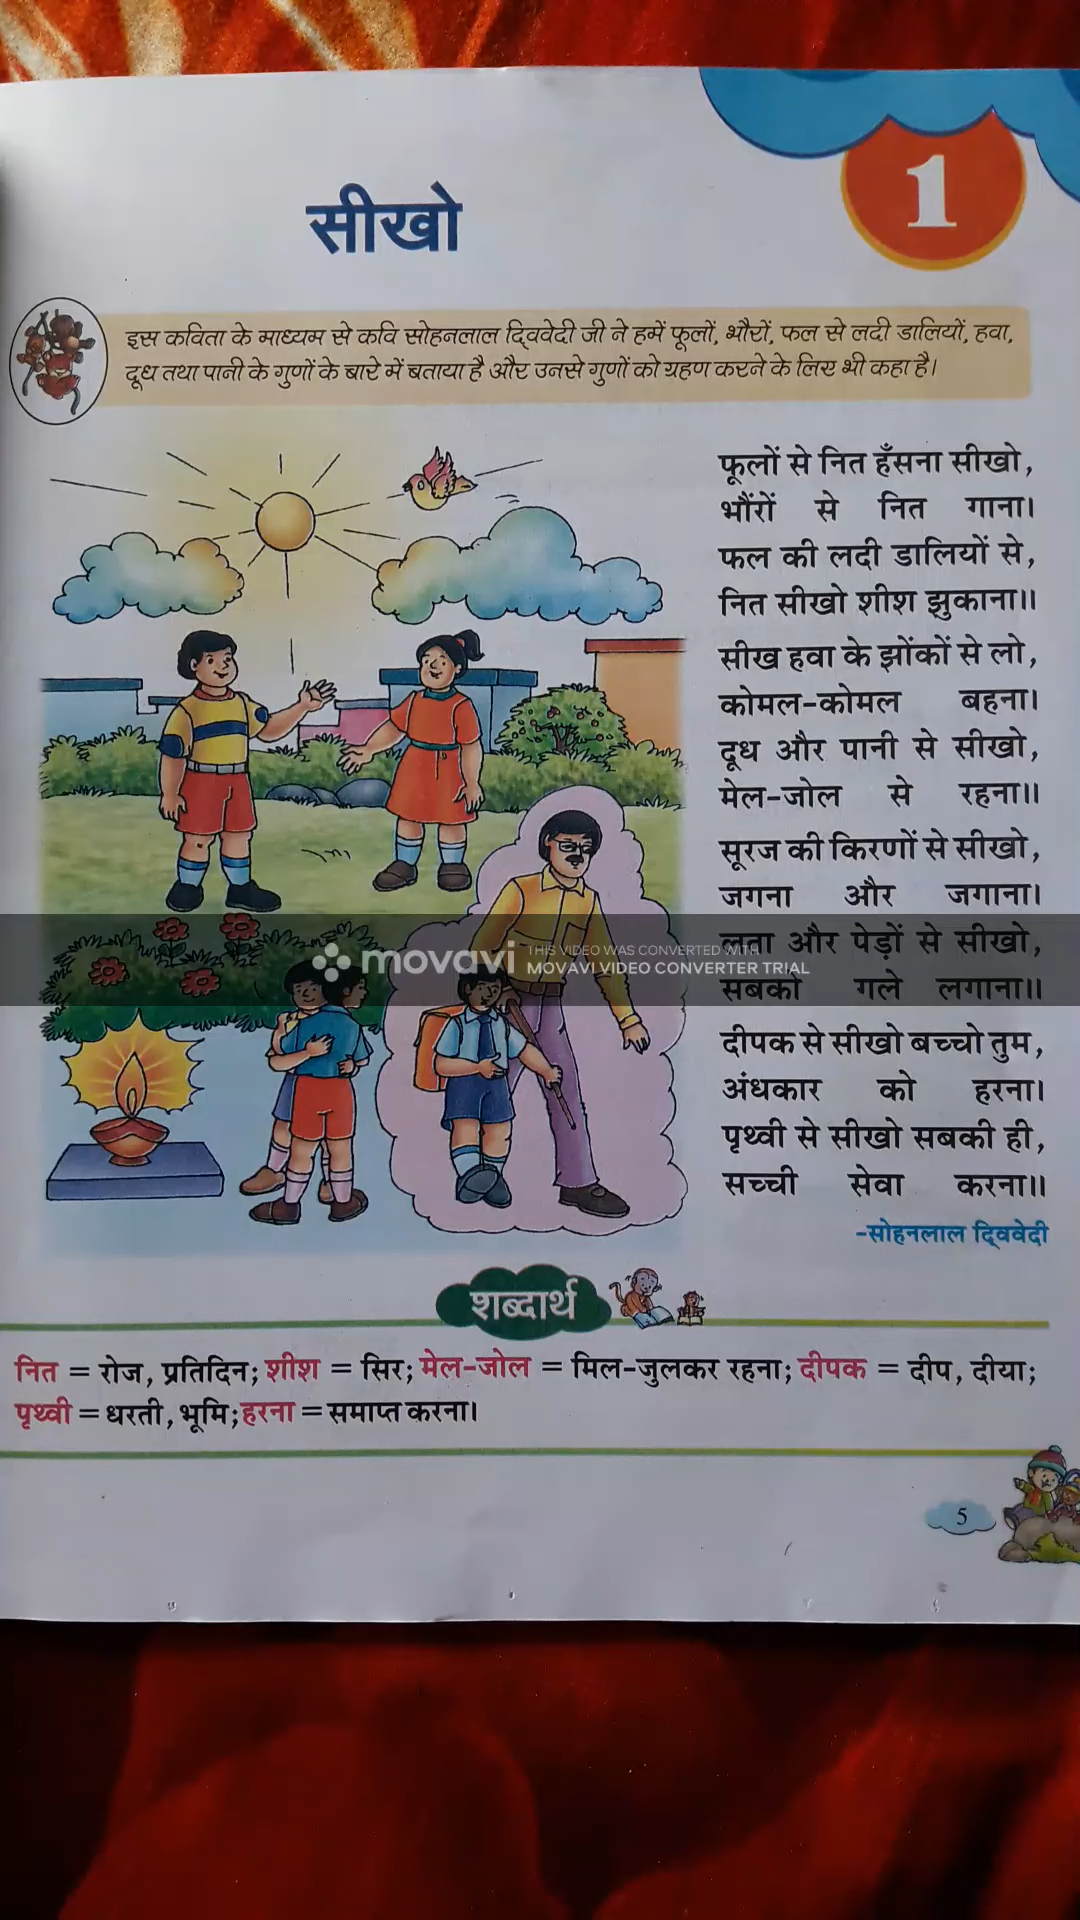 1
सीखो
इस कविता के माध्यम से कवि सोहनलाल द्विवेदी जी ने हमें फूलों, भौरों, फल से लदी डालियों, हवा,
दूध तथा पानी के गुणों के बारे में बताया है और उनसे गुणों को ग्रहण करने के लिए भी कहा है।
फूलों से नित हँसना सीखो,
भौंरों से नित गाना।
फल की लदी डालियों से,
नित सीखो शीश झुकाना॥
सीख हवा के झोंकों से लो,
कोमल-कोमल बहना।
दूध और पानी से सीखो,
मेल-जोल से रहना॥
सूरज की किरणों से सीखो,
जगना और जगाना।
लता और पेड़ों से सीखो,
सबको गले लगाना॥
दीपक से सीखो बच्चो तुम,
अंधकार को हरना।
पृथ्वी से सीखो सबकी ही,
सच्ची सेवा करना॥
-सोहनलाल द्विवेदी
movavi
THIS VIDEO WAS CONVERTED WITH
MOVAVI VIDEO CONVERTER TRIAL
शब्दार्थ
नित = रोज, प्रतिदिन; शीश = सिर; मेल-जोल = मिल-जुलकर रहना; दीपक = दीप, दीया;
पृथ्वी = धरती, भूमि; हरना = समाप्त करना।
5